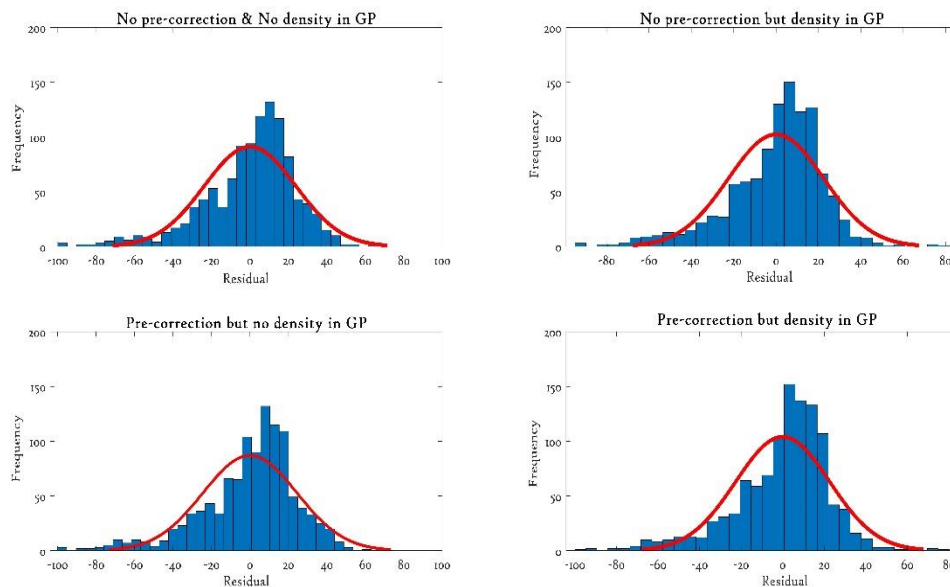 No pre-correction & No density in GP
200
150
100
50
0
Frequency
-100 -80 -60 -40 -20 0 20 40 60 80 100
Residual
No pre-correction but density in GP
200
150
100
50
0
Frequency
-80 -60 -40 -20 0 20 40 60 80
Residual
Pre-correction but no density in GP
200
150
100
50
0
Frequency
-100 -80 -60 -40 -20 0 20 40 60 80 100
Residual
Pre-correction but density in GP
200
150
100
50
0
Frequency
-100 -80 -60 -40 -20 0 20 40 60 80
Residual